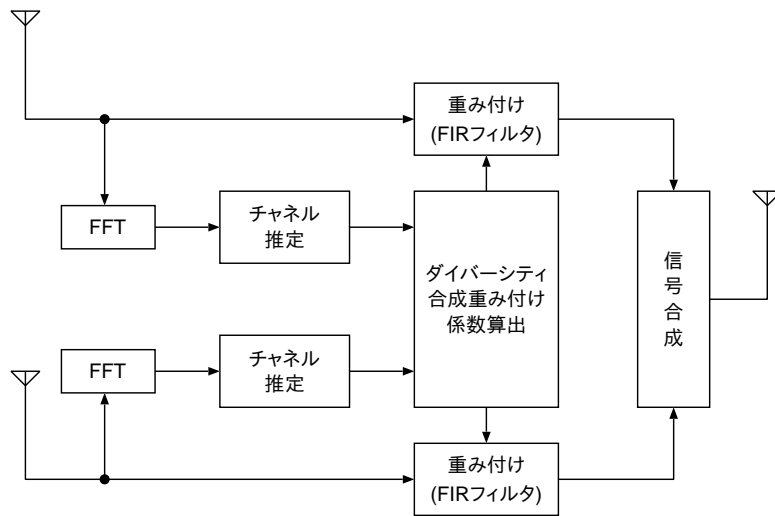 重み付け
(FIRフィルタ)
FFT
チャネル
推定
ダイバーシティ
合成重み付け
係数算出
信号合成
FFT
チャネル
推定
重み付け
(FIRフィルタ)